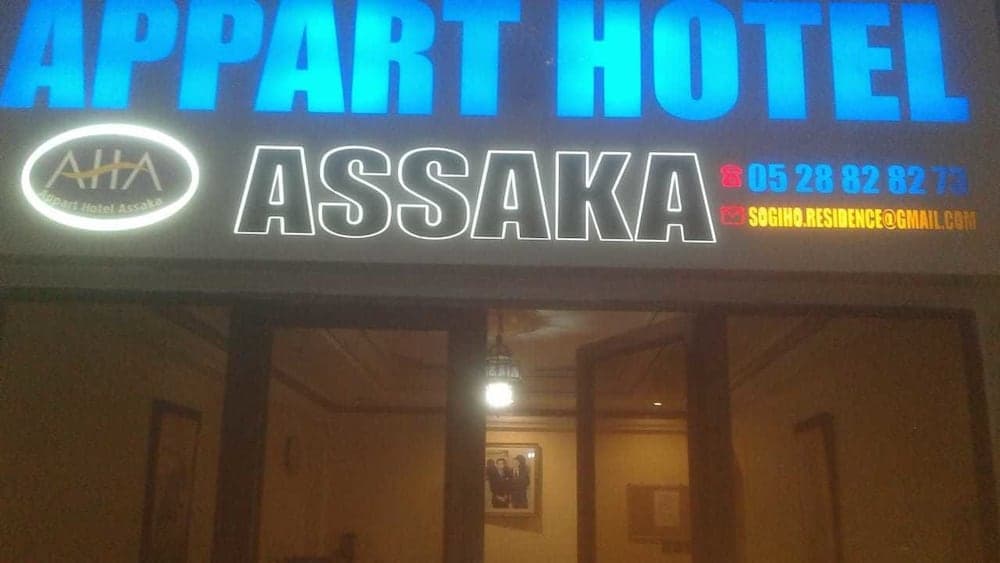 APPART HOTEL
AHA
Appart Hotel Assaka
ASSAKA
05 28 82 82 73
SOGIHO.RESIDENCE@GMAIL.COM